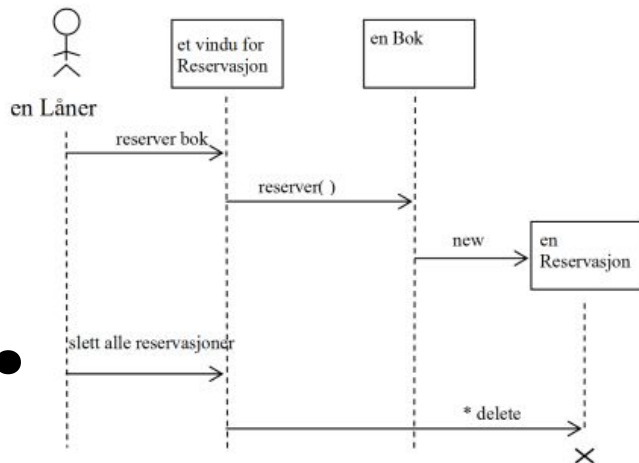 et vindu for
Reservasjon
en Bok
en Låner
reserver bok
reserver( )
new
en
Reservasjon
slett alle reservasjoner
* delete